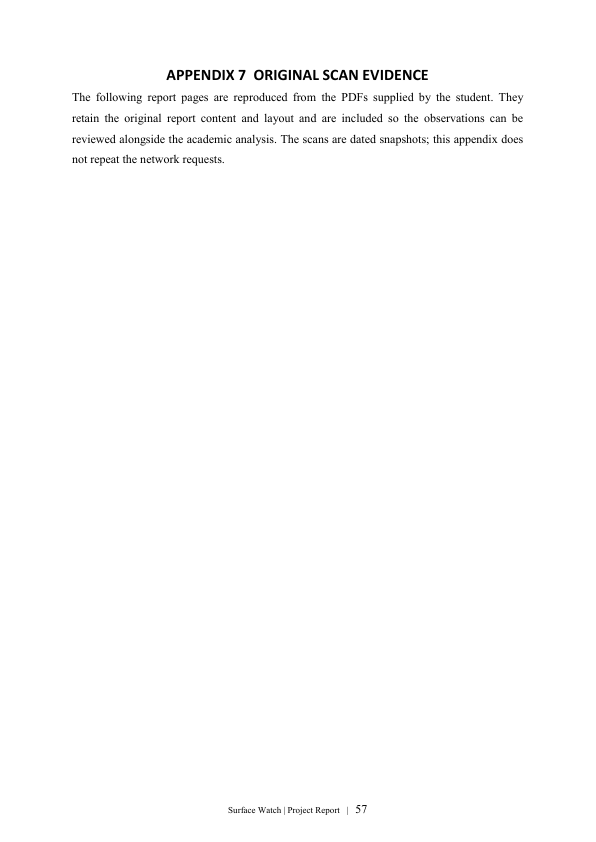 APPENDIX 7  ORIGINAL SCAN EVIDENCE
The following report pages are reproduced from the PDFs supplied by the student. They
retain the original report content and layout and are included so the observations can be
reviewed alongside the academic analysis. The scans are dated snapshots; this appendix does
not repeat the network requests.
Surface Watch | Project Report | 57